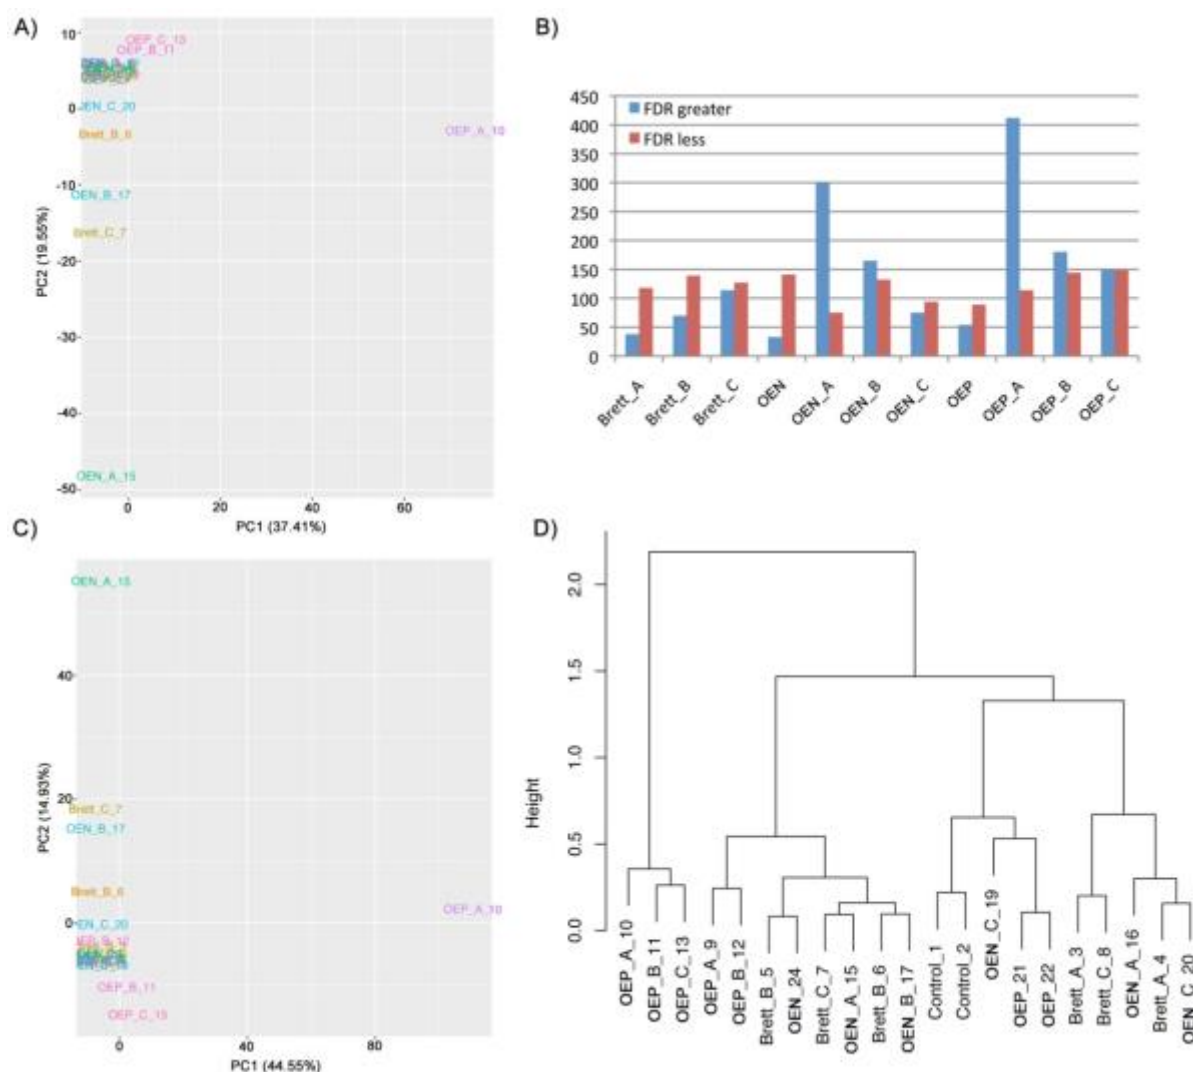 A)
10
0
-10
-20
-30
-40
-50
PC2 (19.55%)
OEP_C_13
OEP_B_11
OEN_C_20
Brett_B_6
OEP_A_10
OEN_B_17
Brett_C_7
OEN_A_15
0
20
40
60
PC1 (37.41%)
B)
450
400
350
300
250
200
150
100
50
0
FDR greater
FDR less
Brett_A
Brett_B
Brett_C
OEN
OEN_A
OEN_B
OEN_C
OEP
OEP_A
OEP_B
OEP_C
C)
OEN_A_15
40
20
0
PC2 (14.93%)
Brett_C_7
OEN_B_17
Brett_B_6
EN_C_20
OEP_A_10
OEP_B_11
OEP_C_13
0
40
80
PC1 (44.55%)
D)
2.0
1.5
1.0
0.5
0.0
Height
OEP_A_10
OEP_B_11
OEP_C_13
OEP_A_9
OEP_B_12
Brett_B_5
OEN_24
Brett_C_7
OEN_A_15
Brett_B_6
OEN_B_17
Control_1
Control_2
OEN_C_19
OEP_21
OEP_22
Brett_A_3
Brett_C_8
OEN_A_16
Brett_A_4
OEN_C_20